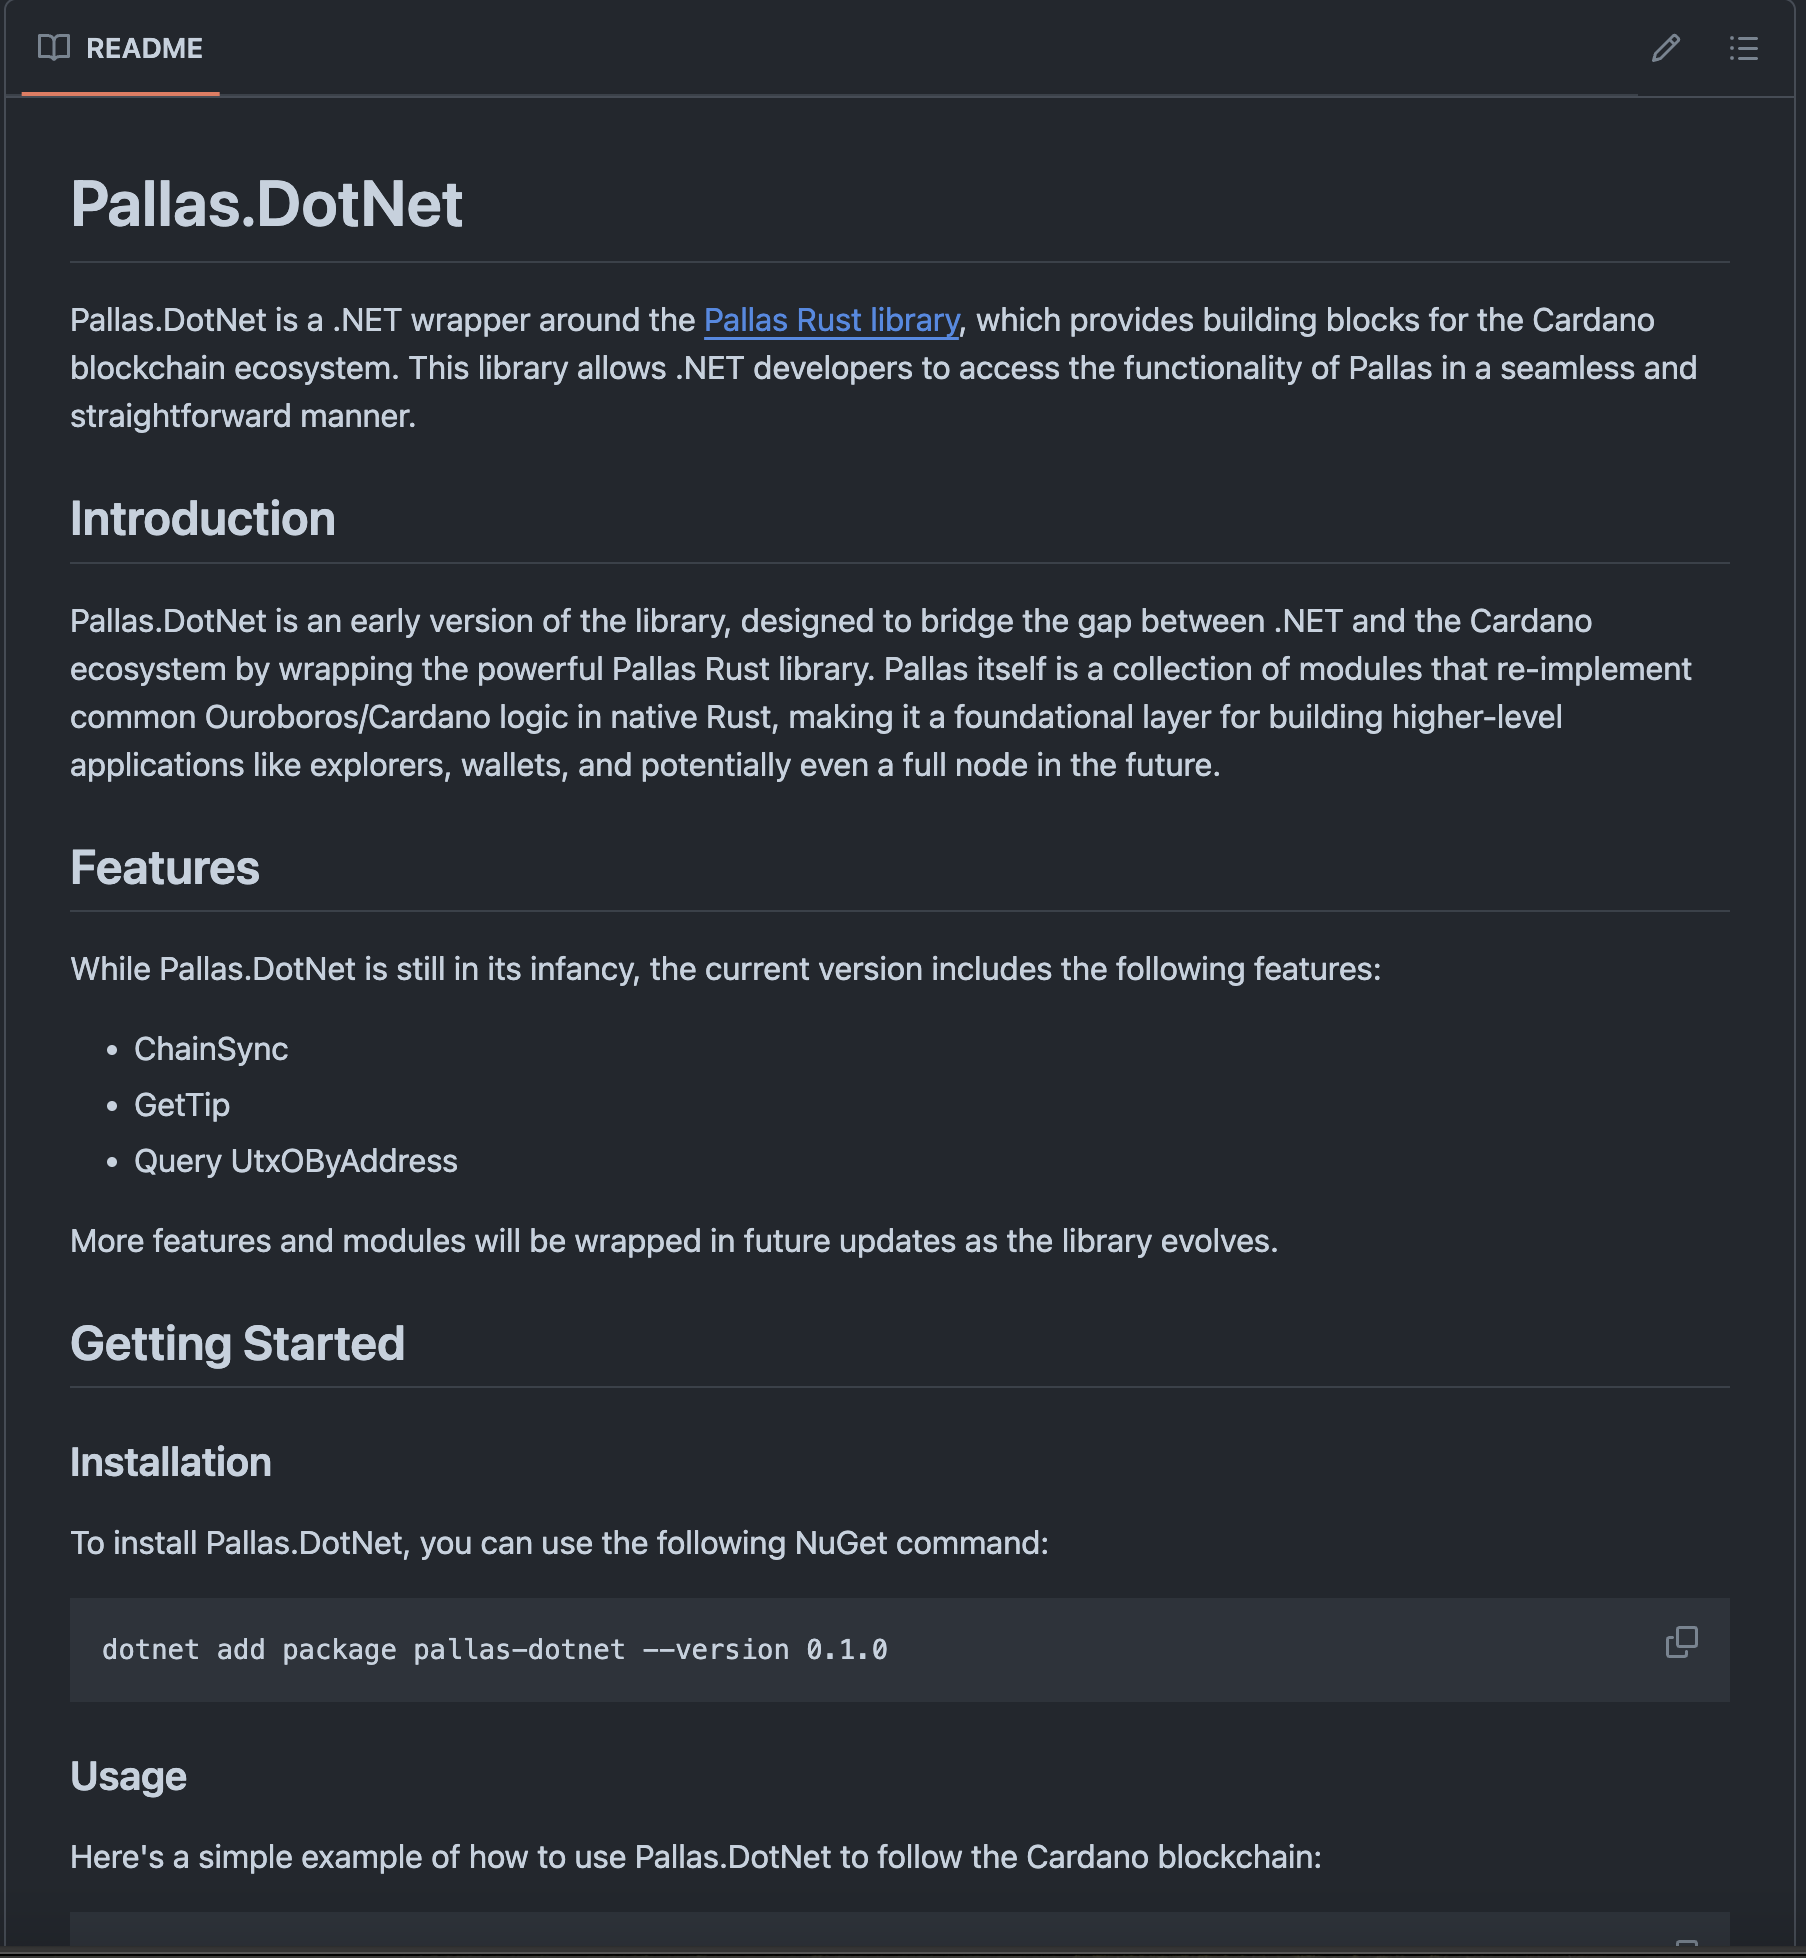 README
Pallas.DotNet
Pallas.DotNet is a .NET wrapper around the Pallas Rust library, which provides building blocks for the Cardano
blockchain ecosystem. This library allows .NET developers to access the functionality of Pallas in a seamless and
straightforward manner.
Introduction
Pallas.DotNet is an early version of the library, designed to bridge the gap between .NET and the Cardano
ecosystem by wrapping the powerful Pallas Rust library. Pallas itself is a collection of modules that re-implement
common Ouroboros/Cardano logic in native Rust, making it a foundational layer for building higher-level
applications like explorers, wallets, and potentially even a full node in the future.
Features
While Pallas.DotNet is still in its infancy, the current version includes the following features:
• ChainSync
• GetTip
• Query UtxOByAddress
More features and modules will be wrapped in future updates as the library evolves.
Getting Started
Installation
To install Pallas.DotNet, you can use the following NuGet command:
dotnet add package pallas-dotnet --version 0.1.0
Usage
Here's a simple example of how to use Pallas.DotNet to follow the Cardano blockchain: